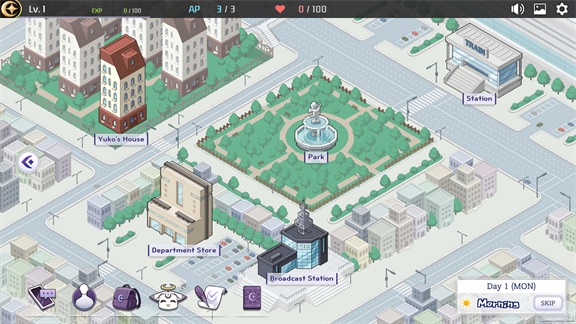 Lv. 1
EXP
0 / 100
AP
3 / 3
0 / 100
TRAIN
Station
Yuko's House
Park
Department Store
Broadcast Station
Day 1 (MON)
Morning
SKIP